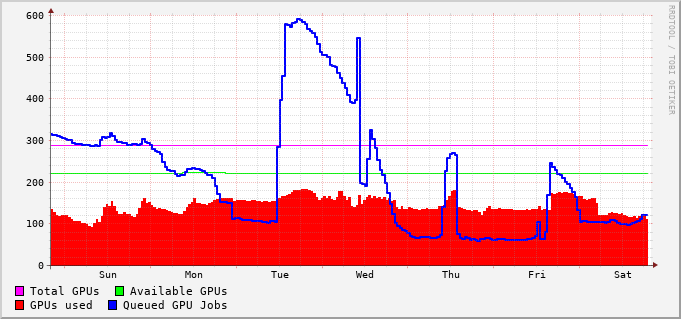 600
500
400
300
200
100
0
Sun Mon Tue Wed Thu Fri Sat
Total GPUs Available GPUs
GPUs used Queued GPU Jobs
RRDTOOL / TOBI OETIKER